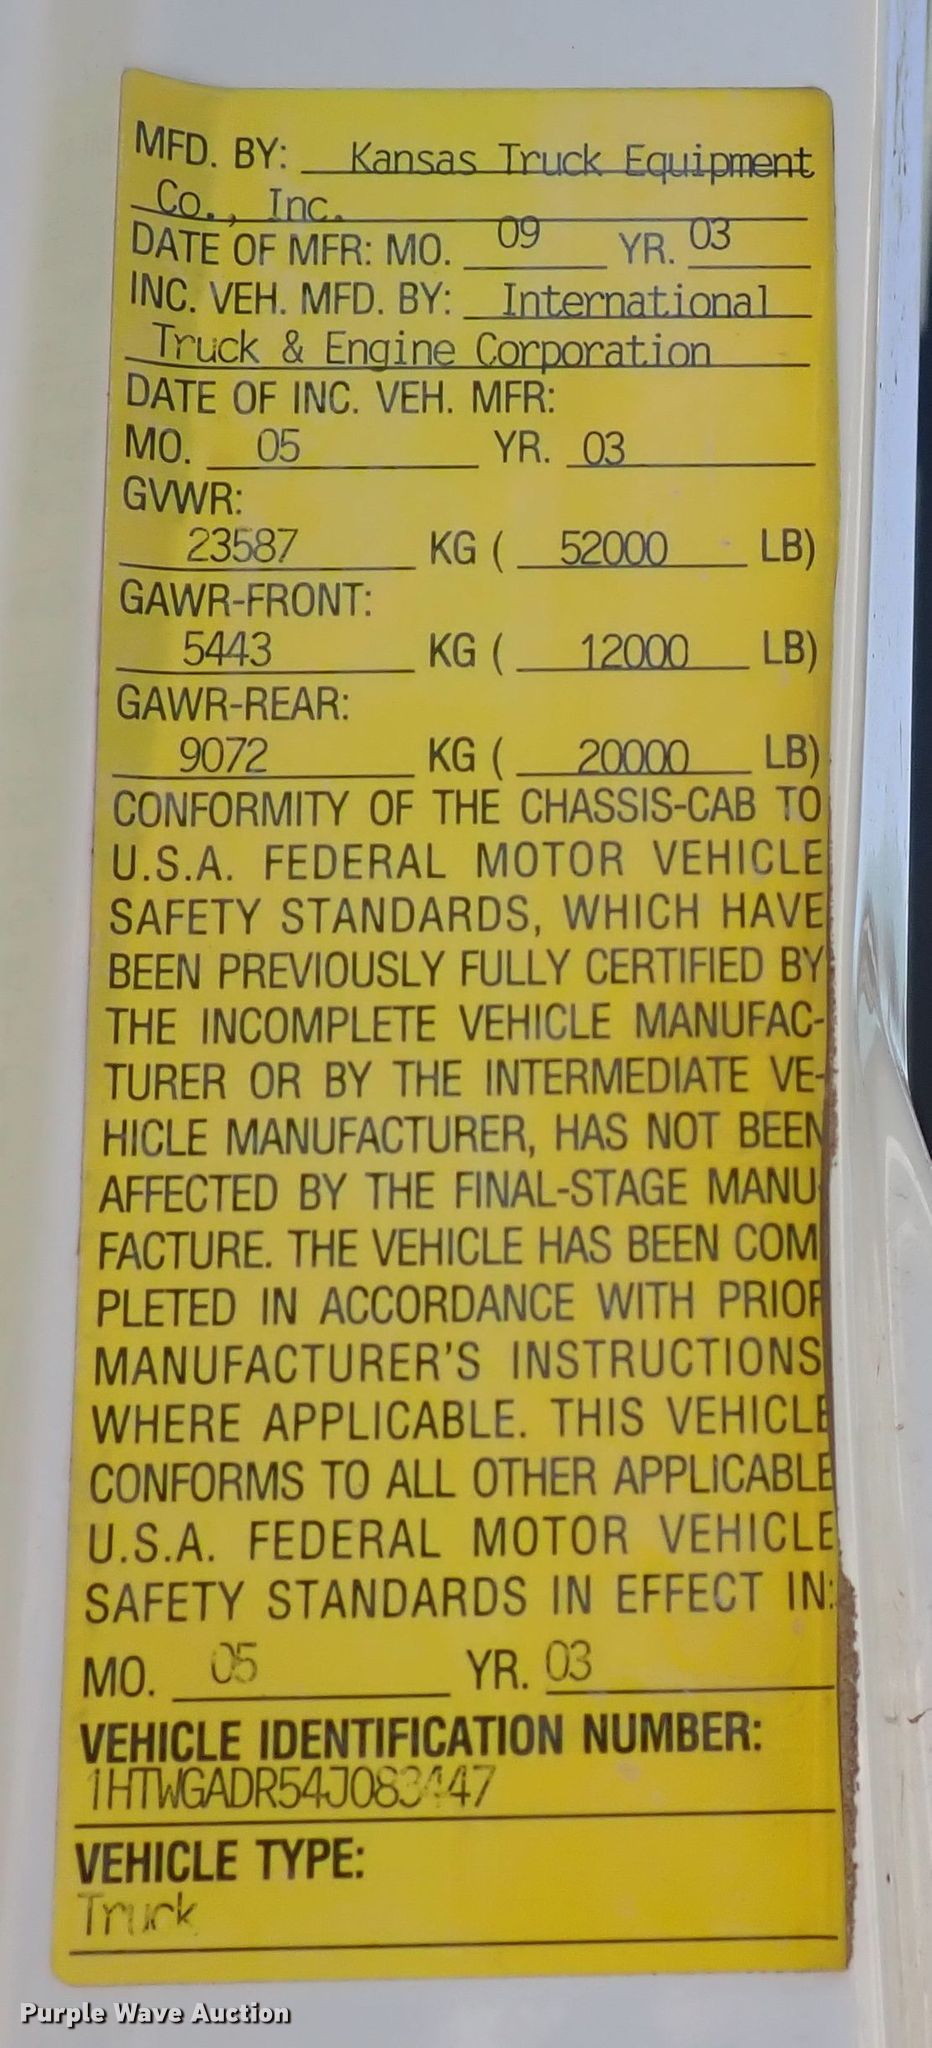 MFD. BY: Kansas Truck Equipment
Co., Inc.
DATE OF MFR: MO. 09 YR. 03
INC. VEH. MFD. BY: International
Truck & Engine Corporation
DATE OF INC. VEH. MFR:
MO. 05 YR. 03
GVWR:
23587 KG ( 52000 LB)
GAWR-FRONT:
5443 KG ( 12000 LB)
GAWR-REAR:
9072 KG ( 20000 LB)
CONFORMITY OF THE CHASSIS-CAB TO
U.S.A. FEDERAL MOTOR VEHICLE
SAFETY STANDARDS, WHICH HAVE
BEEN PREVIOUSLY FULLY CERTIFIED BY
THE INCOMPLETE VEHICLE MANUFAC-
TURER OR BY THE INTERMEDIATE VE-
HICLE MANUFACTURER, HAS NOT BEEN
AFFECTED BY THE FINAL-STAGE MANU-
FACTURE. THE VEHICLE HAS BEEN COM
PLETED IN ACCORDANCE WITH PRIOR
MANUFACTURER'S INSTRUCTIONS
WHERE APPLICABLE. THIS VEHICLE
CONFORMS TO ALL OTHER APPLICABLE
U.S.A. FEDERAL MOTOR VEHICLE
SAFETY STANDARDS IN EFFECT IN:
MO. 05 YR. 03
VEHICLE IDENTIFICATION NUMBER:
VEHICLE TYPE:
Truck
Purple Wave Auction